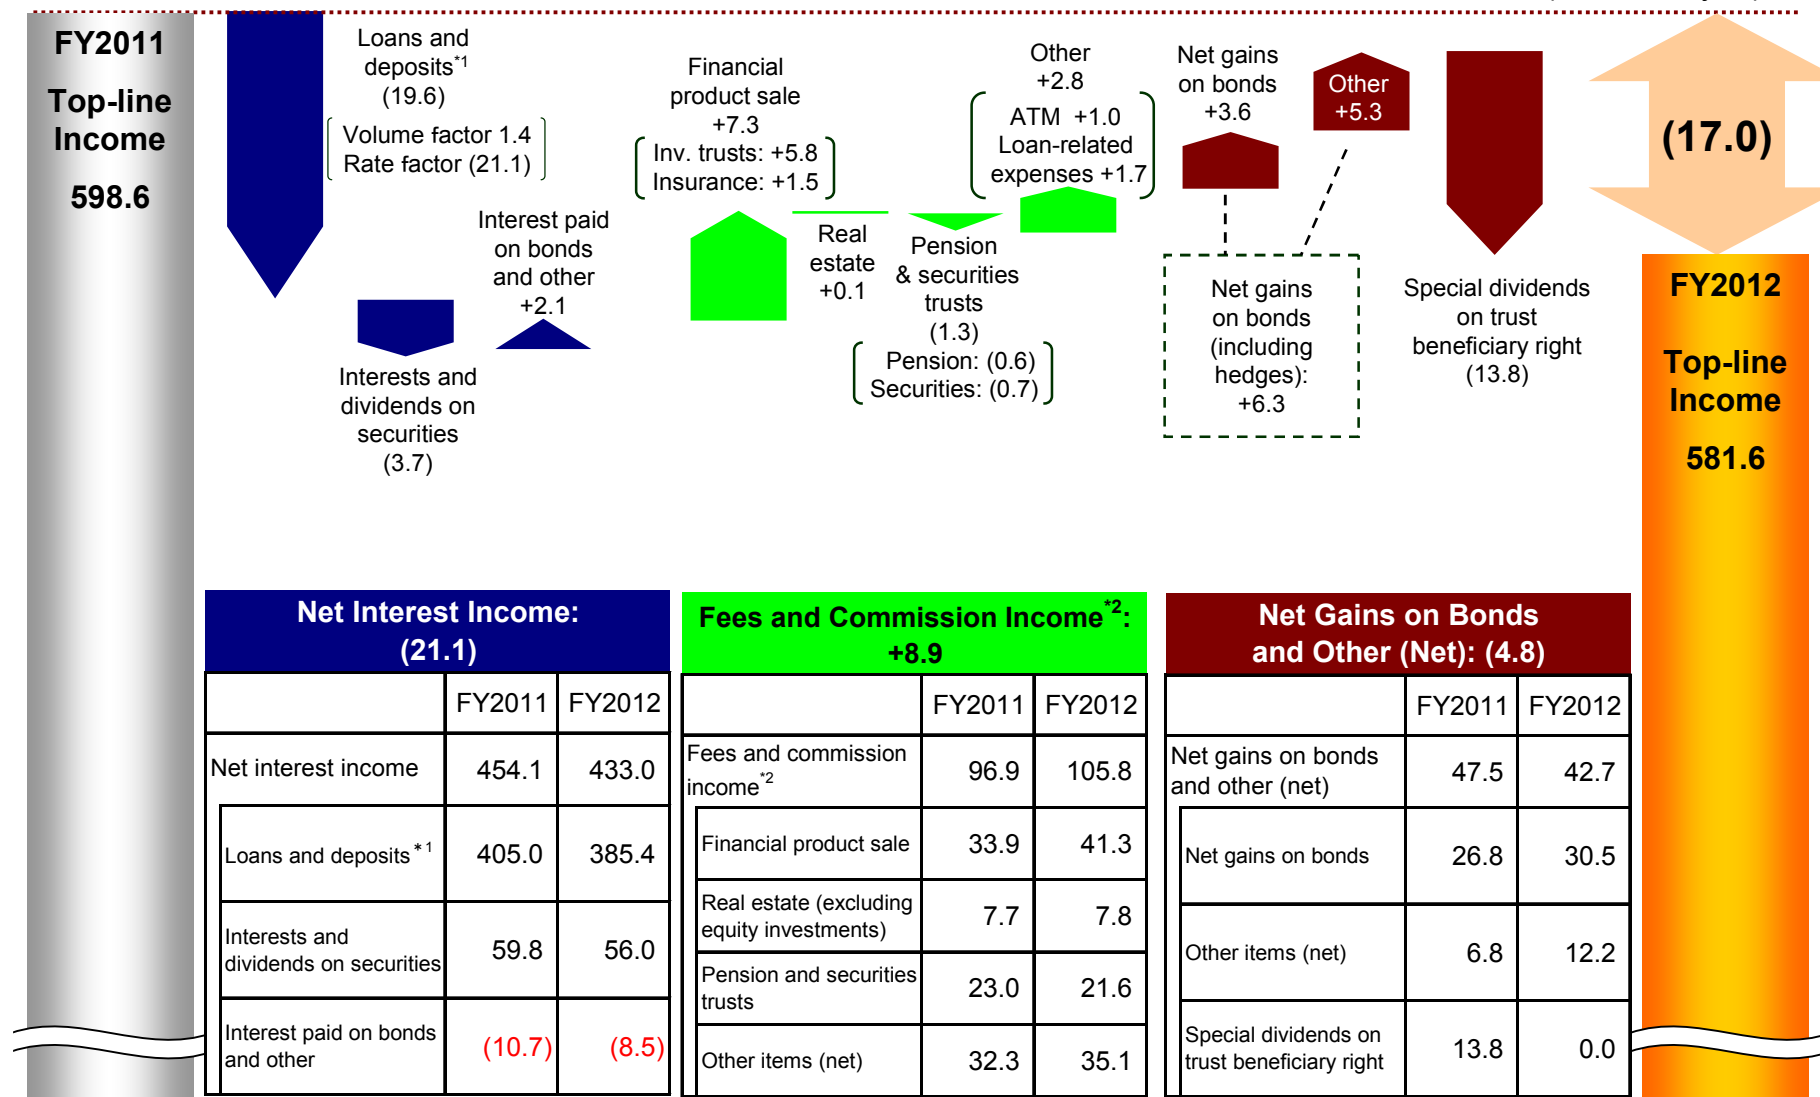 FY2011
Top-line
Income
598.6
Loans and
deposits*1
(19.6)
Volume factor 1.4
Rate factor (21.1)
Interests and
dividends on
securities
(3.7)
Interest paid
on bonds
and other
+2.1
Financial
product sale
+7.3
Inv. trusts: +5.8
Insurance: +1.5
Real
estate
+0.1
Pension
& securities
trusts
(1.3)
Pension: (0.6)
Securities: (0.7)
Other
+2.8
ATM +1.0
Loan-related
expenses +1.7
Net gains
on bonds
+3.6
Other
+5.3
Net gains
on bonds
(including
hedges):
+6.3
Special dividends
on trust
beneficiary right
(13.8)
(17.0)
FY2012
Top-line
Income
581.6
Net Interest Income:
(21.1)
FY2011 FY2012
Net interest income 454.1 433.0
Loans and deposits*1 405.0 385.4
Interests and
dividends on securities 59.8 56.0
Interest paid on bonds
and other (10.7) (8.5)
Fees and Commission Income*2:
+8.9
FY2011 FY2012
Fees and commission
income*2 96.9 105.8
Financial product sale 33.9 41.3
Real estate (excluding
equity investments) 7.7 7.8
Pension and securities
trusts 23.0 21.6
Other items (net) 32.3 35.1
Net Gains on Bonds
and Other (Net): (4.8)
FY2011 FY2012
Net gains on bonds
and other (net) 47.5 42.7
Net gains on bonds 26.8 30.5
Other items (net) 6.8 12.2
Special dividends on
trust beneficiary right 13.8 0.0